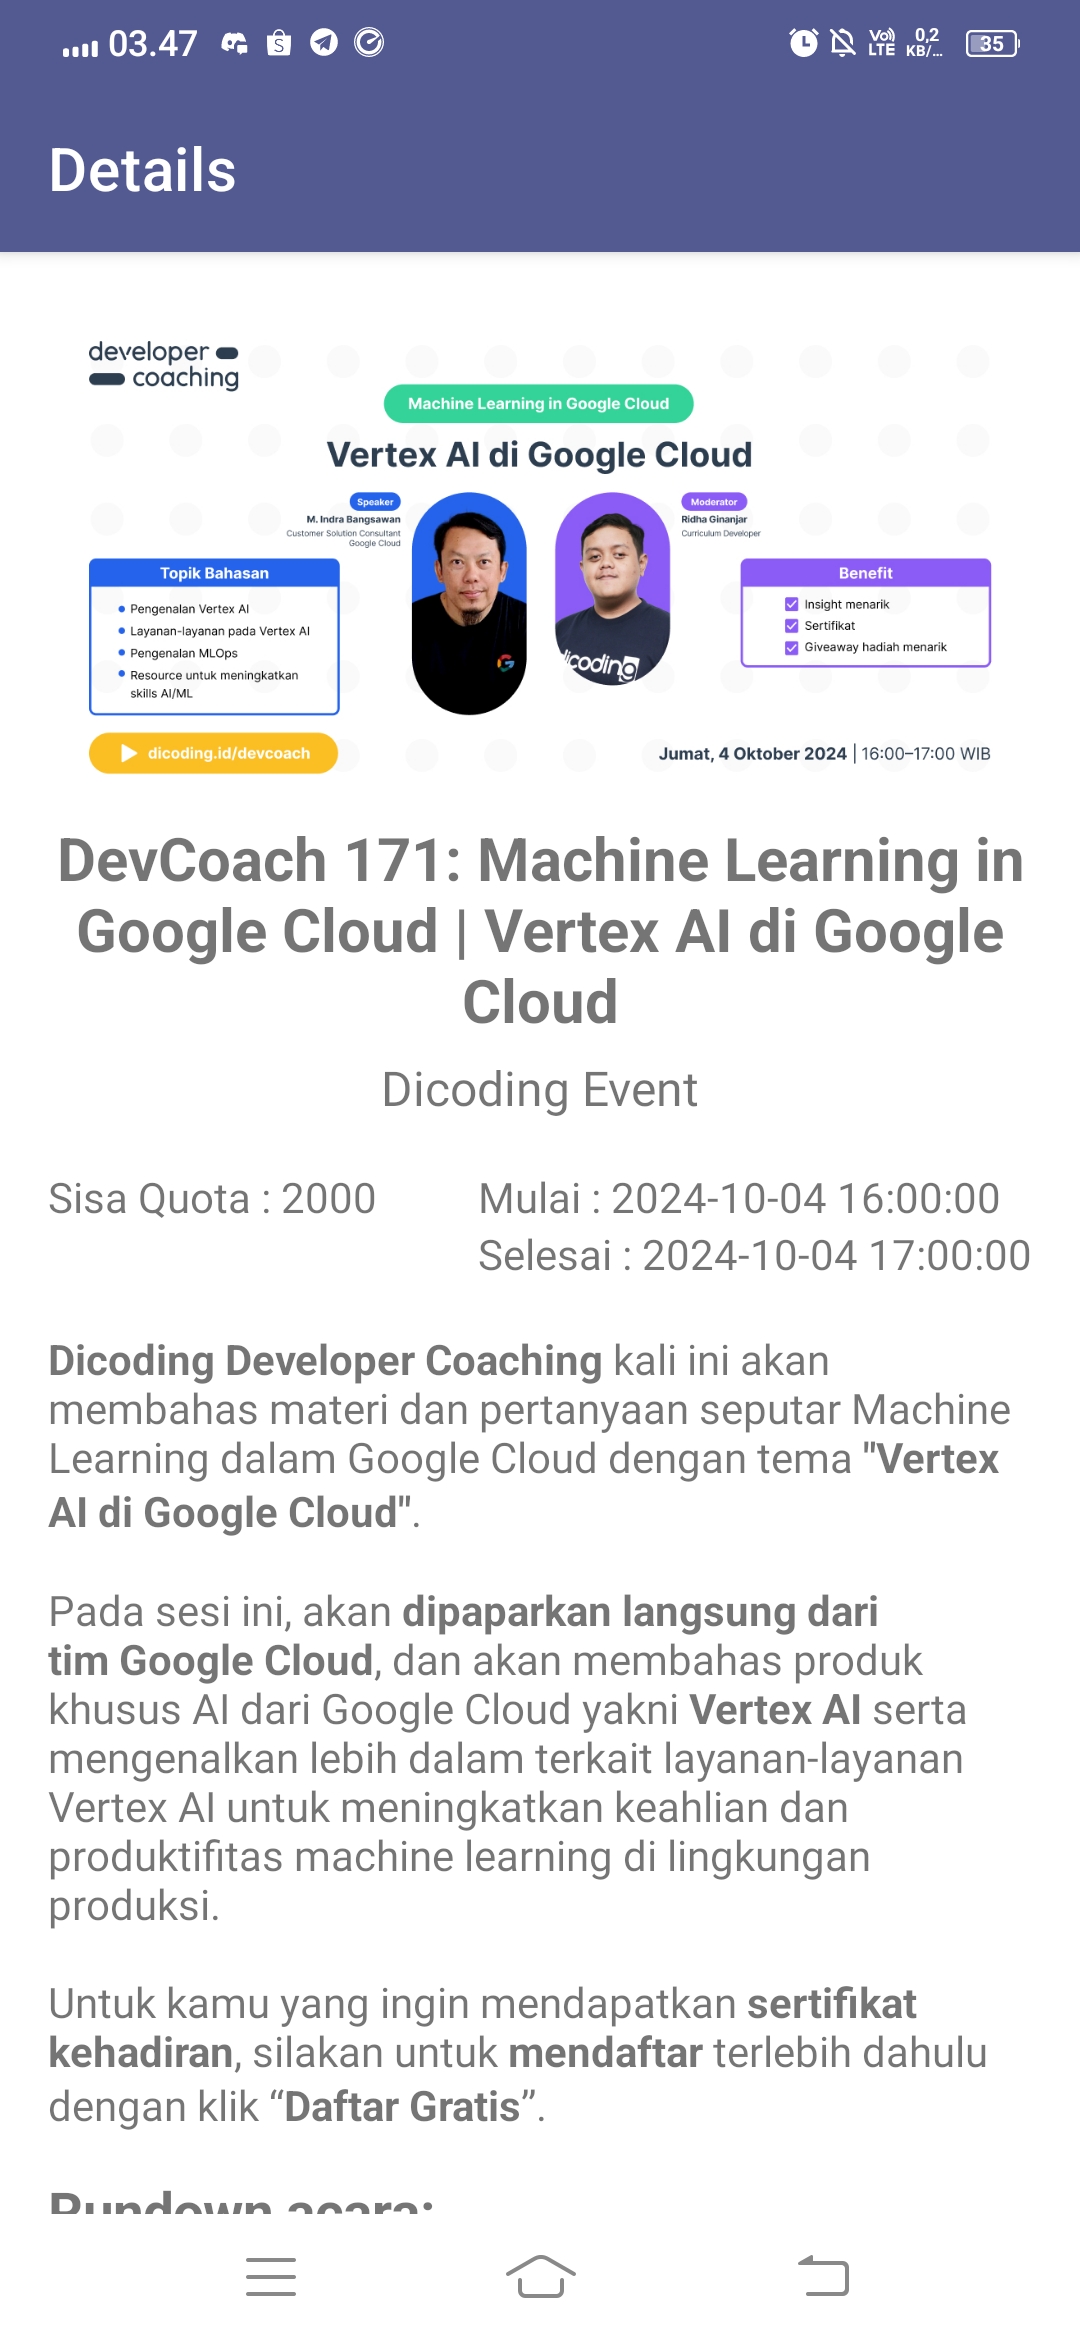 03.47
VoD LTE
0,2 KB/...
35
Details
developer
coaching
Machine Learning in Google Cloud
Vertex AI di Google Cloud
Speaker
M. Indra Bangsawan
Customer Solution Consultant
Google Cloud
Moderator
Ridha Ginanjar
Curriculum Developer
Topik Bahasan
Pengenalan Vertex AI
Layanan-layanan pada Vertex AI
Pengenalan MLOps
Resource untuk meningkatkan
skills AI/ML
dicoding
Benefit
Insight menarik
Sertifikat
Giveaway hadiah menarik
dicoding.id/devcoach
Jumat, 4 Oktober 2024 | 16:00–17:00 WIB
DevCoach 171: Machine Learning in
Google Cloud | Vertex AI di Google
Cloud
Dicoding Event
Sisa Quota : 2000
Mulai : 2024-10-04 16:00:00
Selesai : 2024-10-04 17:00:00
Dicoding Developer Coaching kali ini akan
membahas materi dan pertanyaan seputar Machine
Learning dalam Google Cloud dengan tema "Vertex
AI di Google Cloud".
Pada sesi ini, akan dipaparkan langsung dari
tim Google Cloud, dan akan membahas produk
khusus AI dari Google Cloud yakni Vertex AI serta
mengenalkan lebih dalam terkait layanan-layanan
Vertex AI untuk meningkatkan keahlian dan
produktifitas machine learning di lingkungan
produksi.
Untuk kamu yang ingin mendapatkan sertifikat
kehadiran, silakan untuk mendaftar terlebih dahulu
dengan klik “Daftar Gratis”.
Rundown acara: